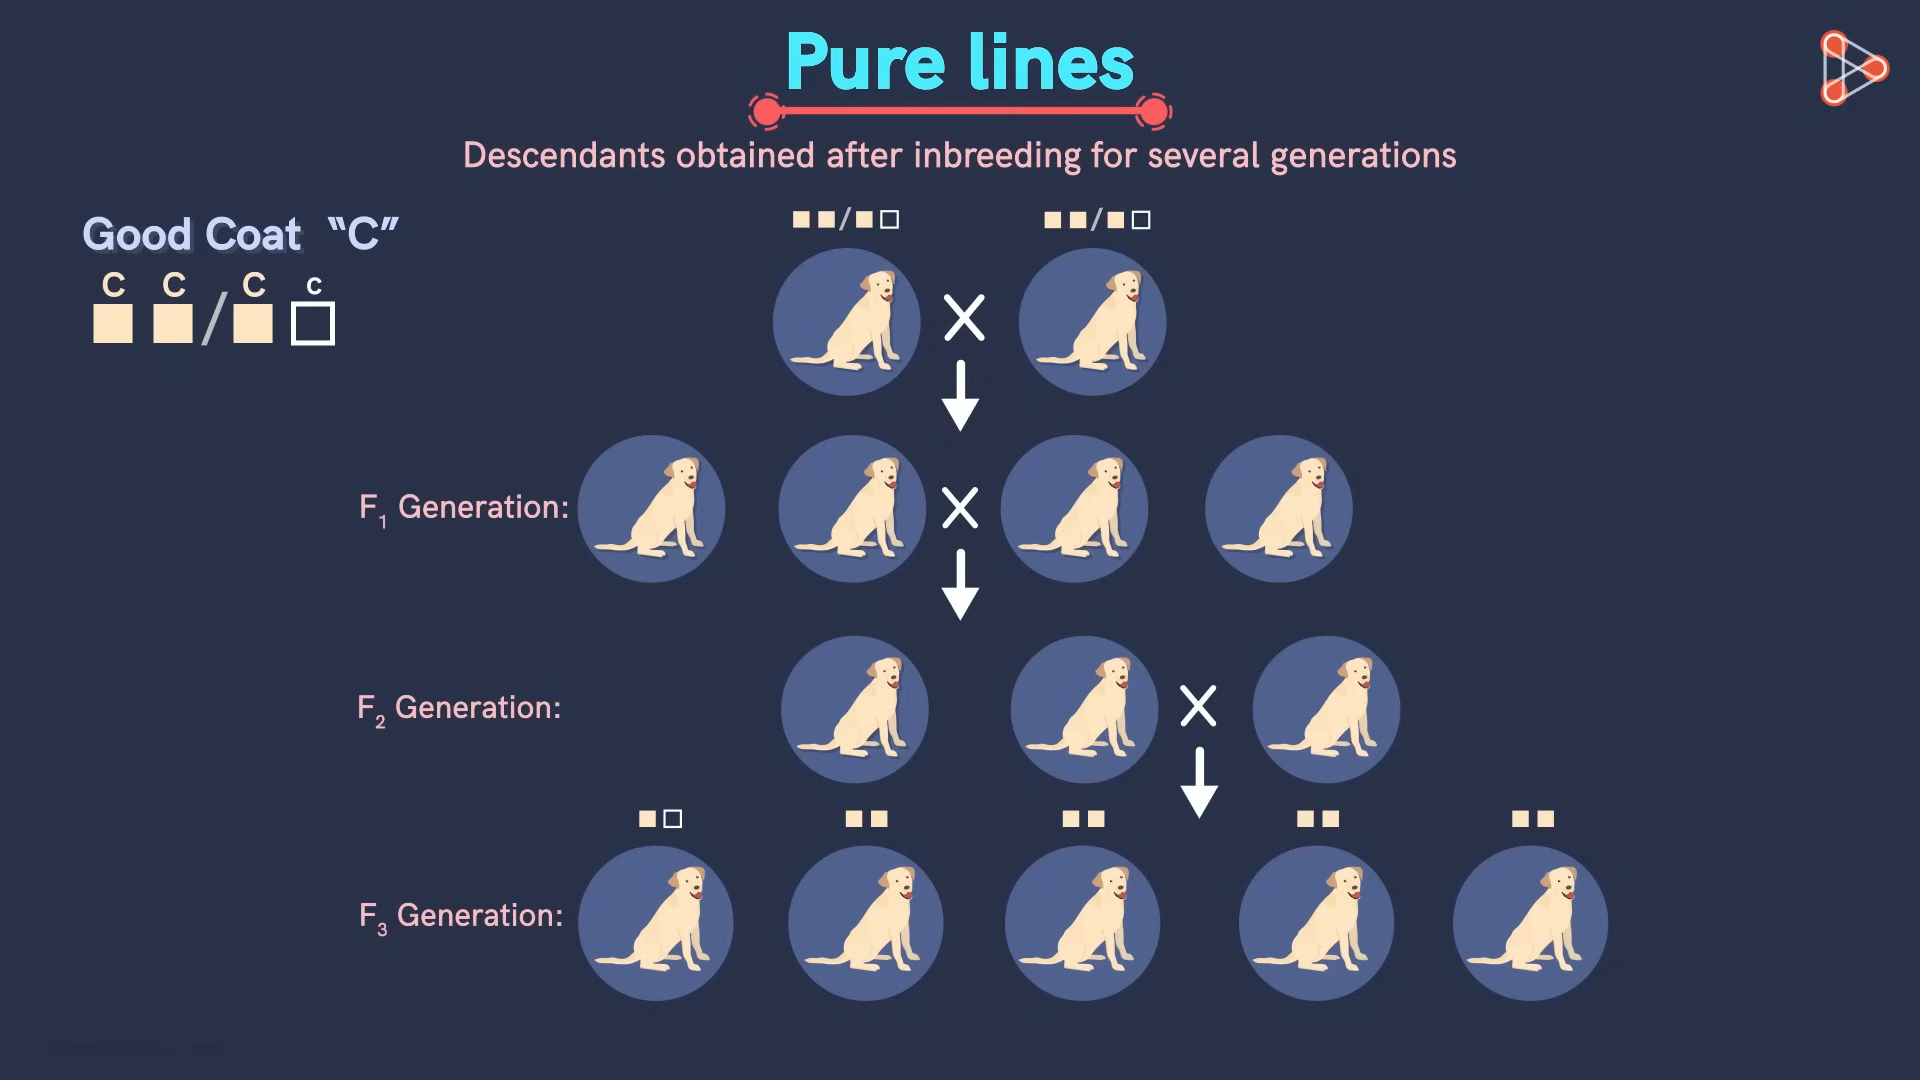 Pure lines
Descendants obtained after inbreeding for several generations
Good Coat “C”
C C / C c
F₁ Generation:
F₂ Generation:
F₃ Generation: